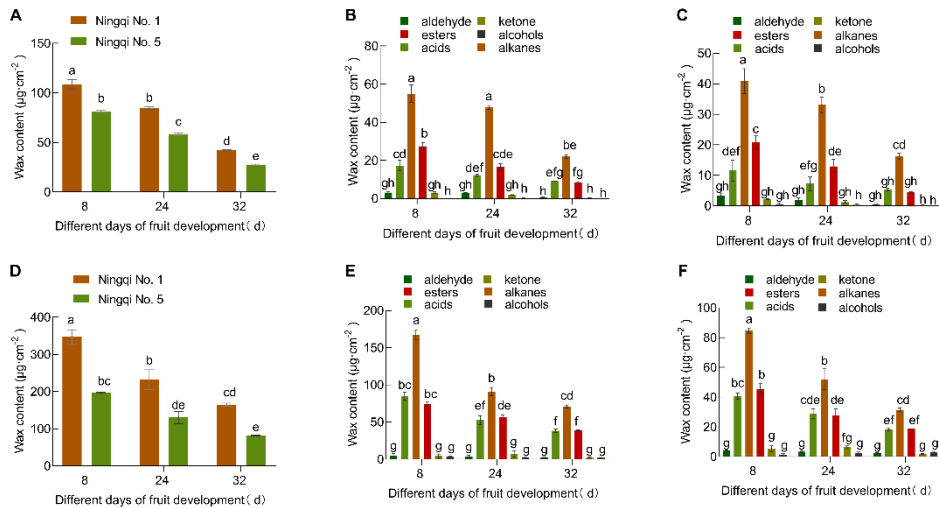 A
Ningqi No. 1
Ningqi No. 5
Wax content (µg·cm⁻²)
150
100
50
0
a
b
b
c
d
e
8
24
32
Different days of fruit development( d)
B
aldehyde
esters
acids
ketone
alcohols
alkanes
Wax content (µg·cm⁻²)
80
60
40
20
0
gh
cd
a
b
gh
h
gh
def
a
cde
gh
h
h
efg
be
fg
h
h
8
24
32
Different days of fruit development( d)
C
aldehyde
esters
acids
ketone
alkanes
alcohols
Wax content (µg·cm⁻²)
50
40
30
20
10
0
gh
def
a
c
gh
gh
gh
efg
b
de
gh
h
gh
gh
cd
gh
h
h
8
24
32
Different days of fruit development( d)
D
Ningqi No. 1
Ningqi No. 5
Wax content (µg·cm⁻²)
400
300
200
100
0
a
bc
b
de
cd
e
8
24
32
Different days of fruit development( d)
E
aldehyde
esters
acids
ketone
alkanes
alcohols
Wax content (µg·cm⁻²)
200
150
100
50
0
g
bc
a
cd
g
g
g
ef
b
de
g
g
g
f
cd
f
g
g
8
24
32
Different days of fruit development( d)
F
aldehyde
esters
acids
ketone
alkanes
alcohols
Wax content (µg·cm⁻²)
100
80
60
40
20
0
g
bc
a
b
g
g
g
cde
b
de
fg
g
g
ef
cd
ef
g
g
8
24
32
Different days of fruit development( d)